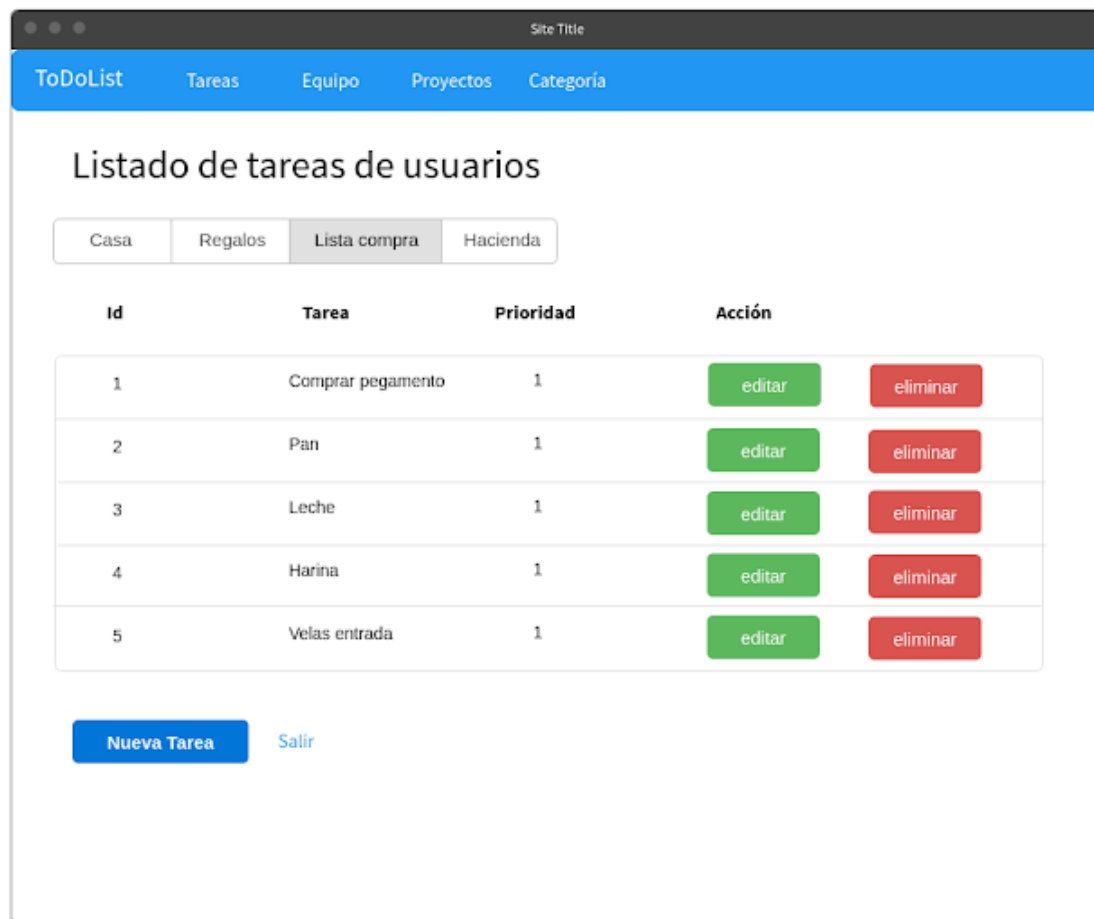 Site Title
ToDoList Tareas Equipo Proyectos Categoría
Listado de tareas de usuarios
Casa Regalos Lista compra Hacienda
Id Tarea Prioridad Acción
1 Comprar pegamento 1 editar eliminar
2 Pan 1 editar eliminar
3 Leche 1 editar eliminar
4 Harina 1 editar eliminar
5 Velas entrada 1 editar eliminar
Nueva Tarea Salir